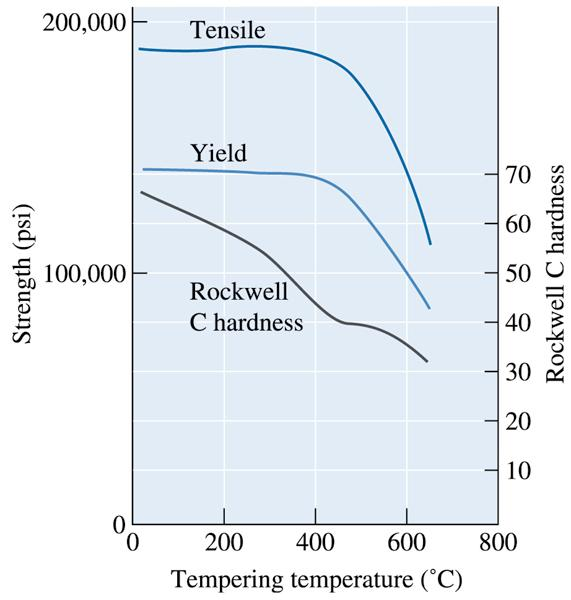 200,000
Tensile
Yield
70
60
Strength (psi)
Rockwell C hardness
100,000
50
Rockwell
C hardness
40
30
20
10
0
0 200 400 600 800
Tempering temperature (˚C)